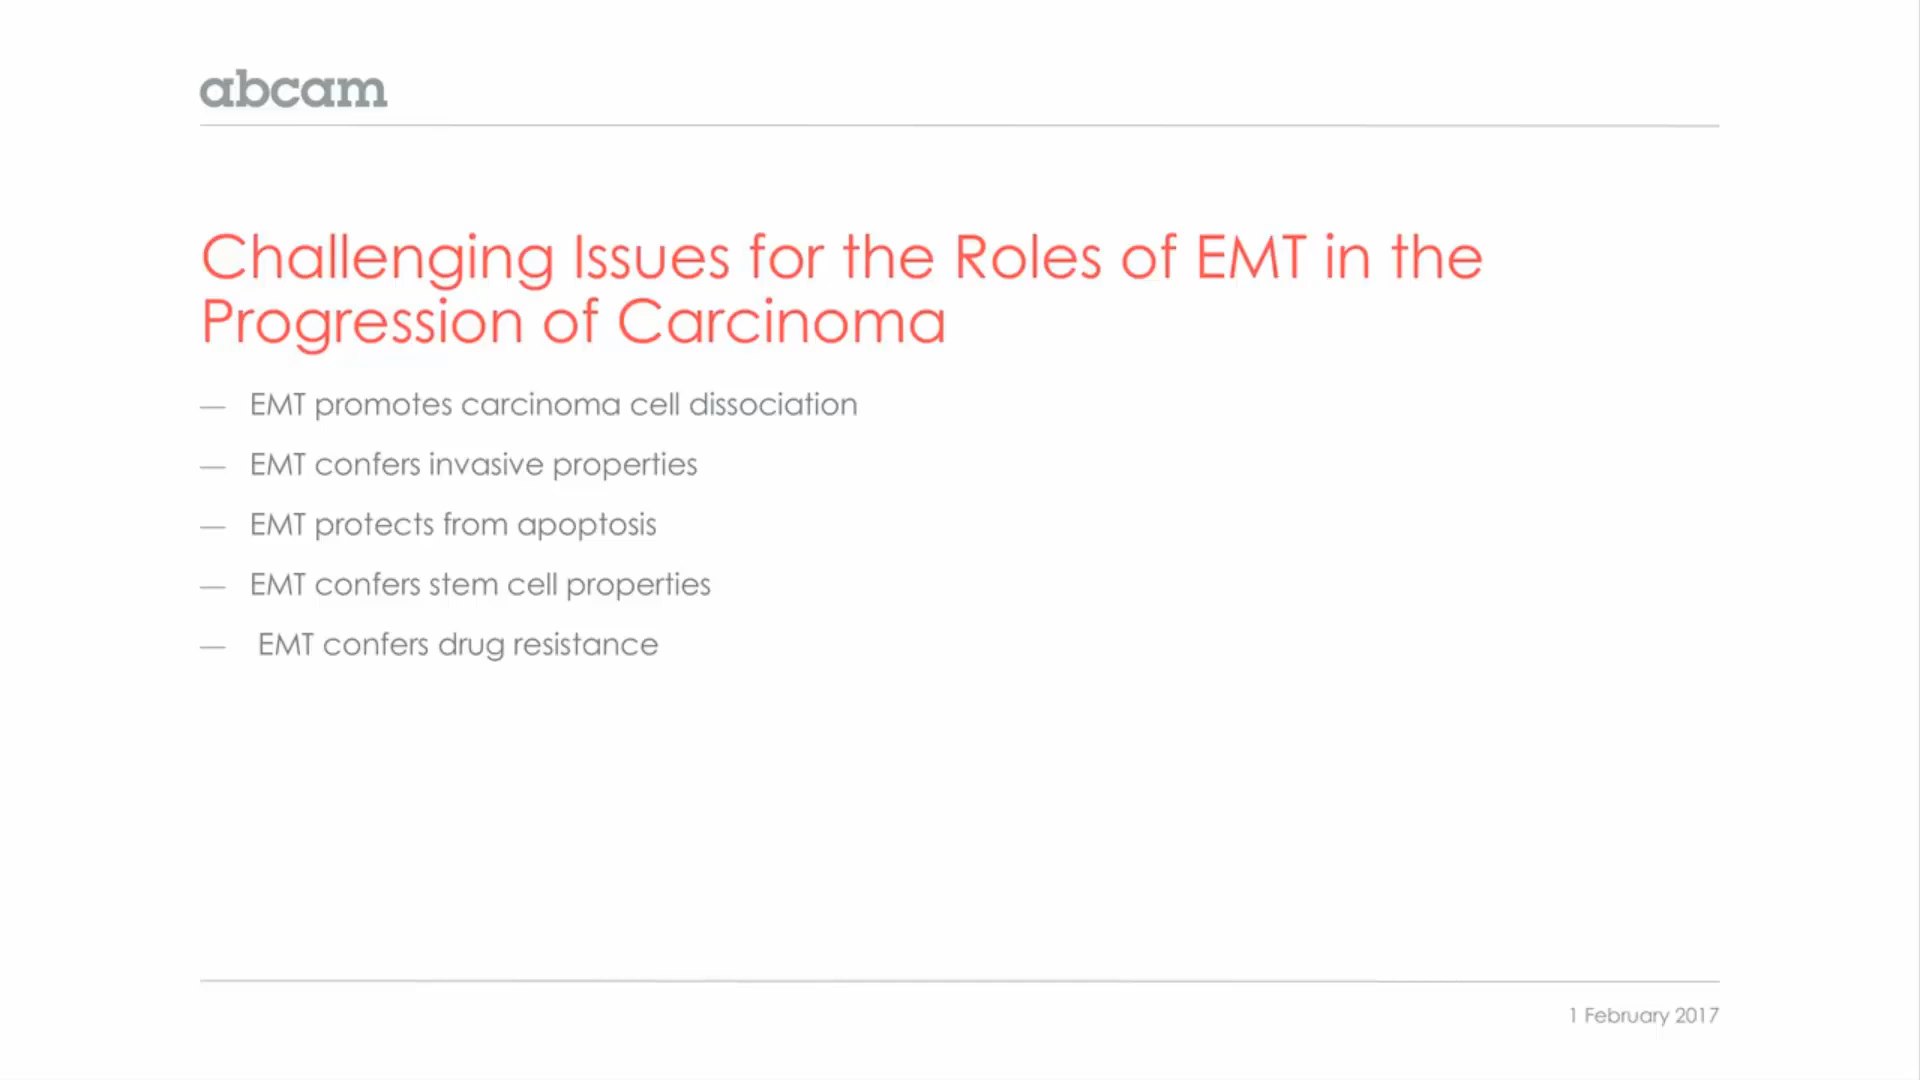 abcam
Challenging Issues for the Roles of EMT in the
Progression of Carcinoma
— EMT promotes carcinoma cell dissociation
— EMT confers invasive properties
— EMT protects from apoptosis
— EMT confers stem cell properties
— EMT confers drug resistance
1 February 2017